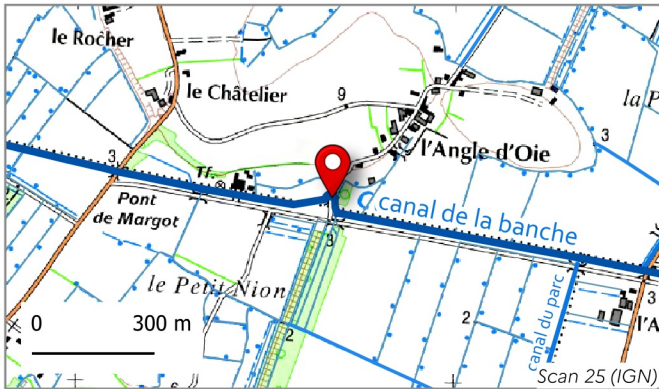 le Rocher
le Châtelier
9
la P
l'Angle d'Oie
3
3
Tf.
Pont
de Margot
C canal de la banche
3
le Petit Nion
canal du parc
3
0 300 m
2
2
l'A
Scan 25 (IGN)